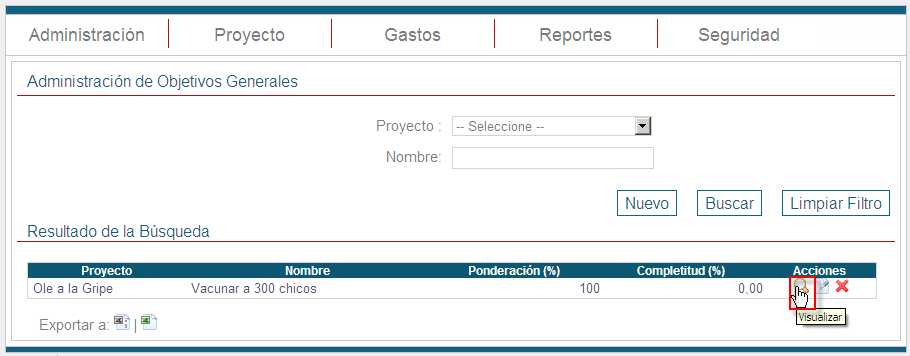 Administración Proyecto Gastos Reportes Seguridad
Administración de Objetivos Generales
Proyecto : -- Seleccione --
Nombre:
Nuevo Buscar Limpiar Filtro
Resultado de la Búsqueda
Proyecto Nombre Ponderación (%) Completitud (%) Acciones
Ole a la Gripe Vacunar a 300 chicos 100 0,00
Exportar a: |
Visualizar